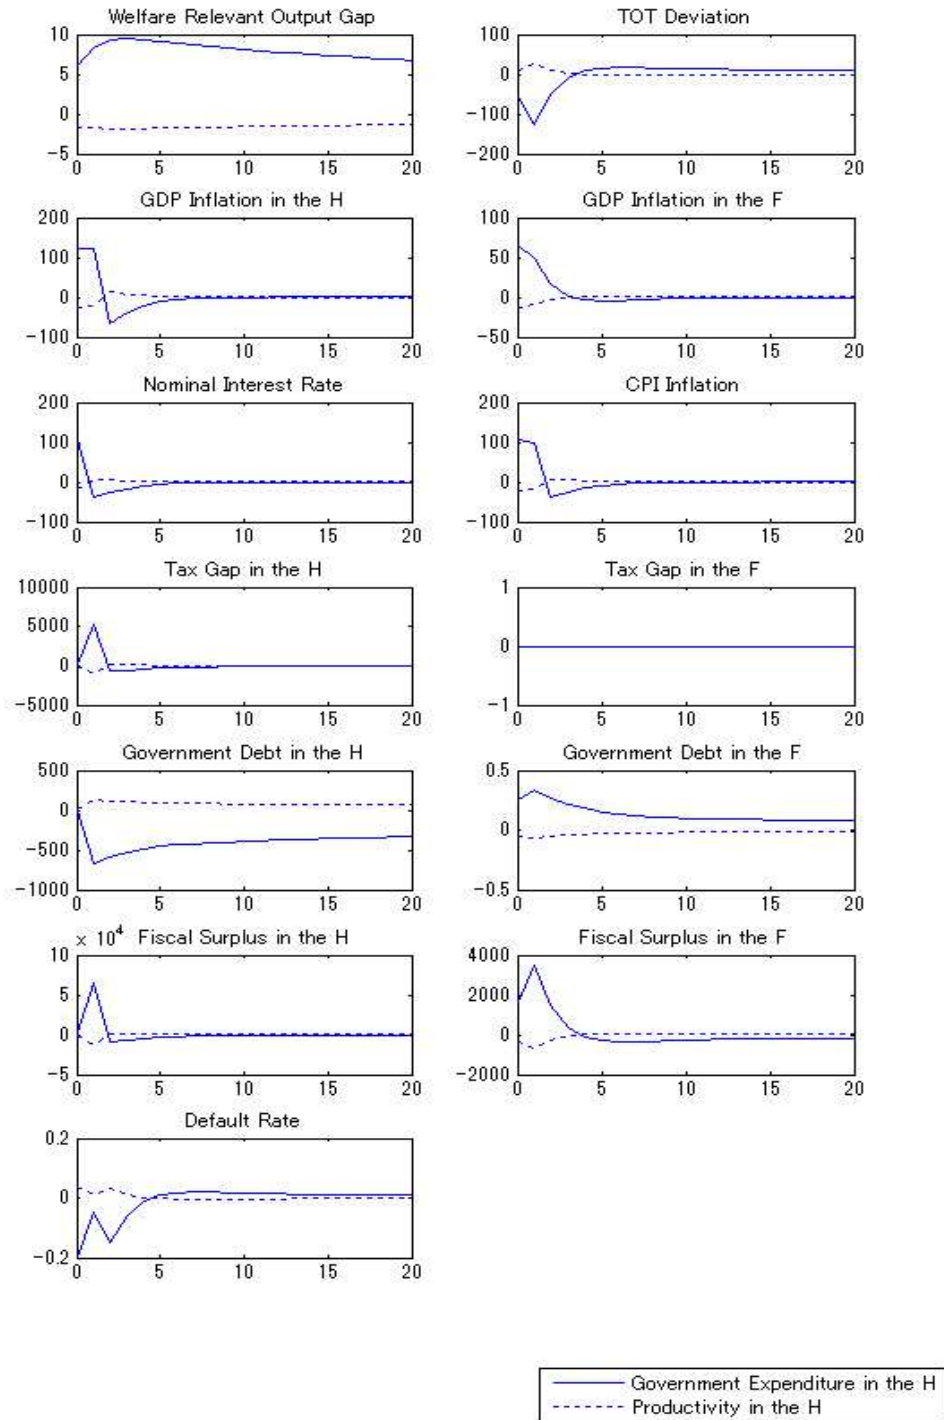 Welfare Relevant Output Gap
10
5
0
-5
0 5 10 15 20
TOT Deviation
100
0
-100
-200
0 5 10 15 20
GDP Inflation in the H
200
100
0
-100
0 5 10 15 20
GDP Inflation in the F
100
50
0
-50
0 5 10 15 20
Nominal Interest Rate
200
100
0
-100
0 5 10 15 20
CPI Inflation
200
100
0
-100
0 5 10 15 20
Tax Gap in the H
10000
5000
0
-5000
0 5 10 15 20
Tax Gap in the F
1
0
-1
0 5 10 15 20
Government Debt in the H
500
0
-500
-1000
0 5 10 15 20
Government Debt in the F
0.5
0
-0.5
0 5 10 15 20
× 10⁴ Fiscal Surplus in the H
10
5
0
-5
0 5 10 15 20
Fiscal Surplus in the F
4000
2000
0
-2000
0 5 10 15 20
Default Rate
0.2
0
-0.2
0 5 10 15 20
Government Expenditure in the H
Productivity in the H